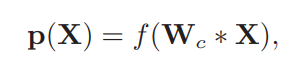 p(X) = f(W_c ∗ X),